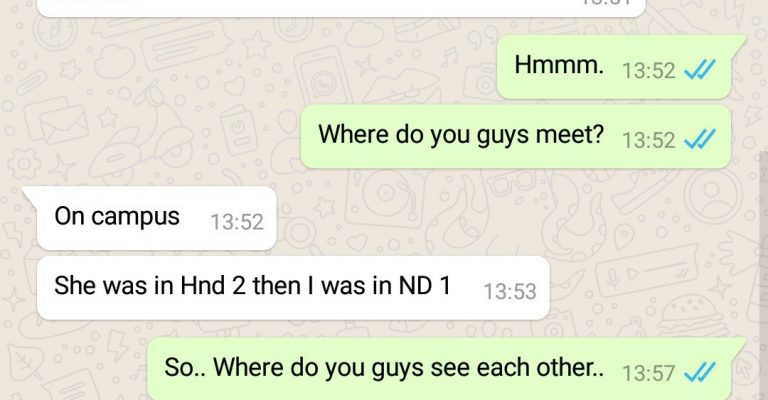 Hmmm. 13:52
Where do you guys meet? 13:52
On campus 13:52
She was in Hnd 2 then I was in ND 1 13:53
So.. Where do you guys see each other.. 13:57